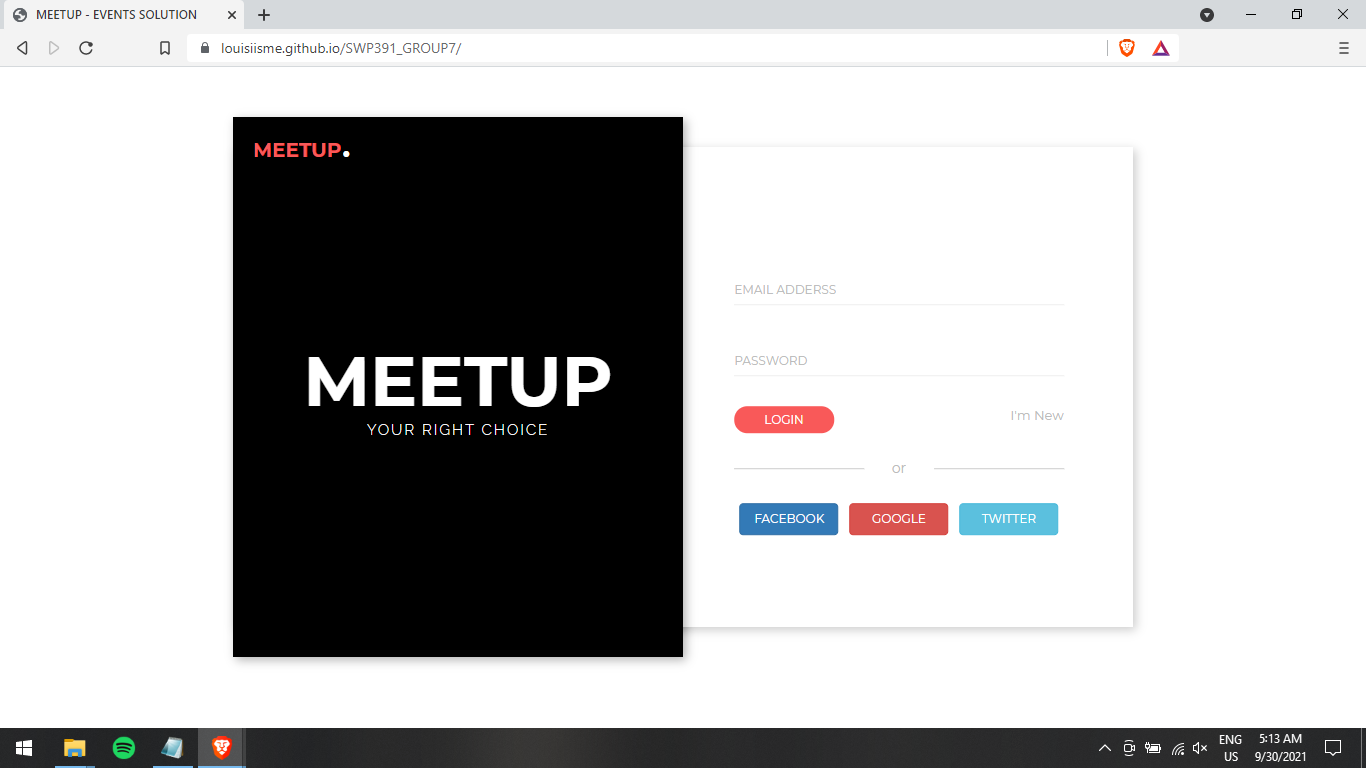 MEETUP - EVENTS SOLUTION
louisiisme.github.io/SWP391_GROUP7/
MEETUP.
MEETUP
YOUR RIGHT CHOICE
EMAIL ADDERSS
PASSWORD
LOGIN
I'm New
or
FACEBOOK
GOOGLE
TWITTER
ENG
US
5:13 AM
9/30/2021